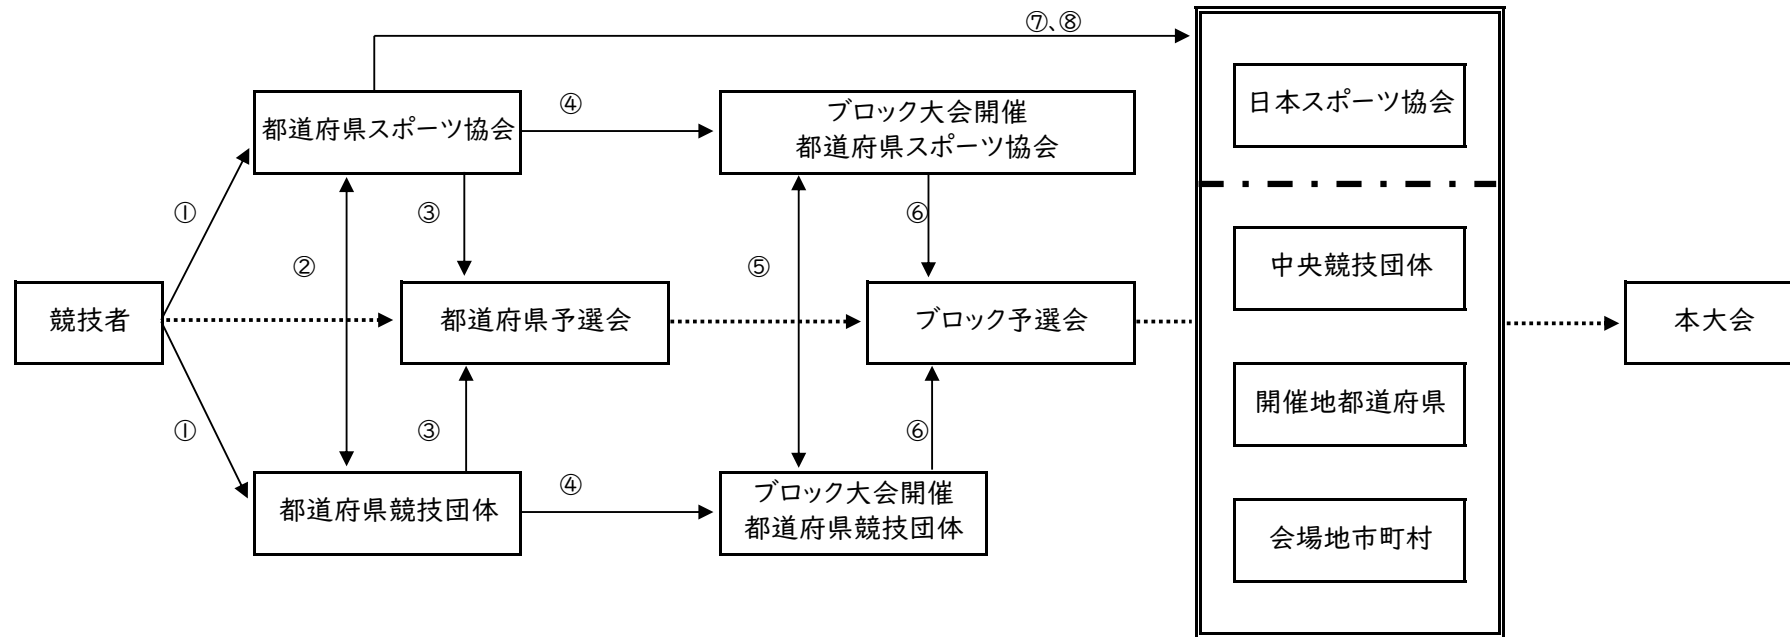 ⑦、⑧
都道府県スポーツ協会
④
ブロック大会開催
都道府県スポーツ協会
日本スポーツ協会
①
②
③
⑤
⑥
競技者
都道府県予選会
ブロック予選会
中央競技団体
本大会
開催地都道府県
①
③
⑥
都道府県競技団体
④
ブロック大会開催
都道府県競技団体
会場地市町村